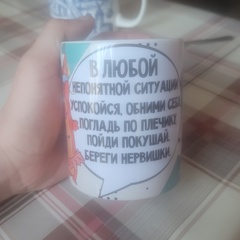 В ЛЮБОЙ
НЕПОНЯТНОЙ СИТУАЦИИ
УСПОКОЙСЯ, ОБНИМИ СЕБЯ,
ПОГЛАДЬ ПО ПЛЕЧИКУ,
ПОЙДИ ПОКУШАЙ.
БЕРЕГИ НЕРВИШКИ.